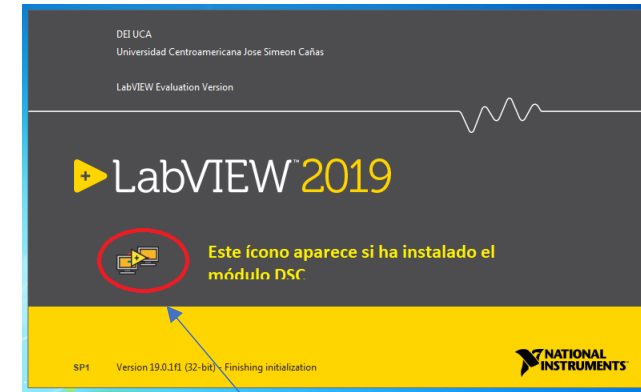 DEI UCA
Universidad Centroamericana Jose Simeon Cañas
LabVIEW Evaluation Version
LabVIEW™ 2019
Este ícono aparece si ha instalado el
módulo DSC
SP1 Version 19.0.1f1 (32-bit) - Finishing initialization
NATIONAL
INSTRUMENTS